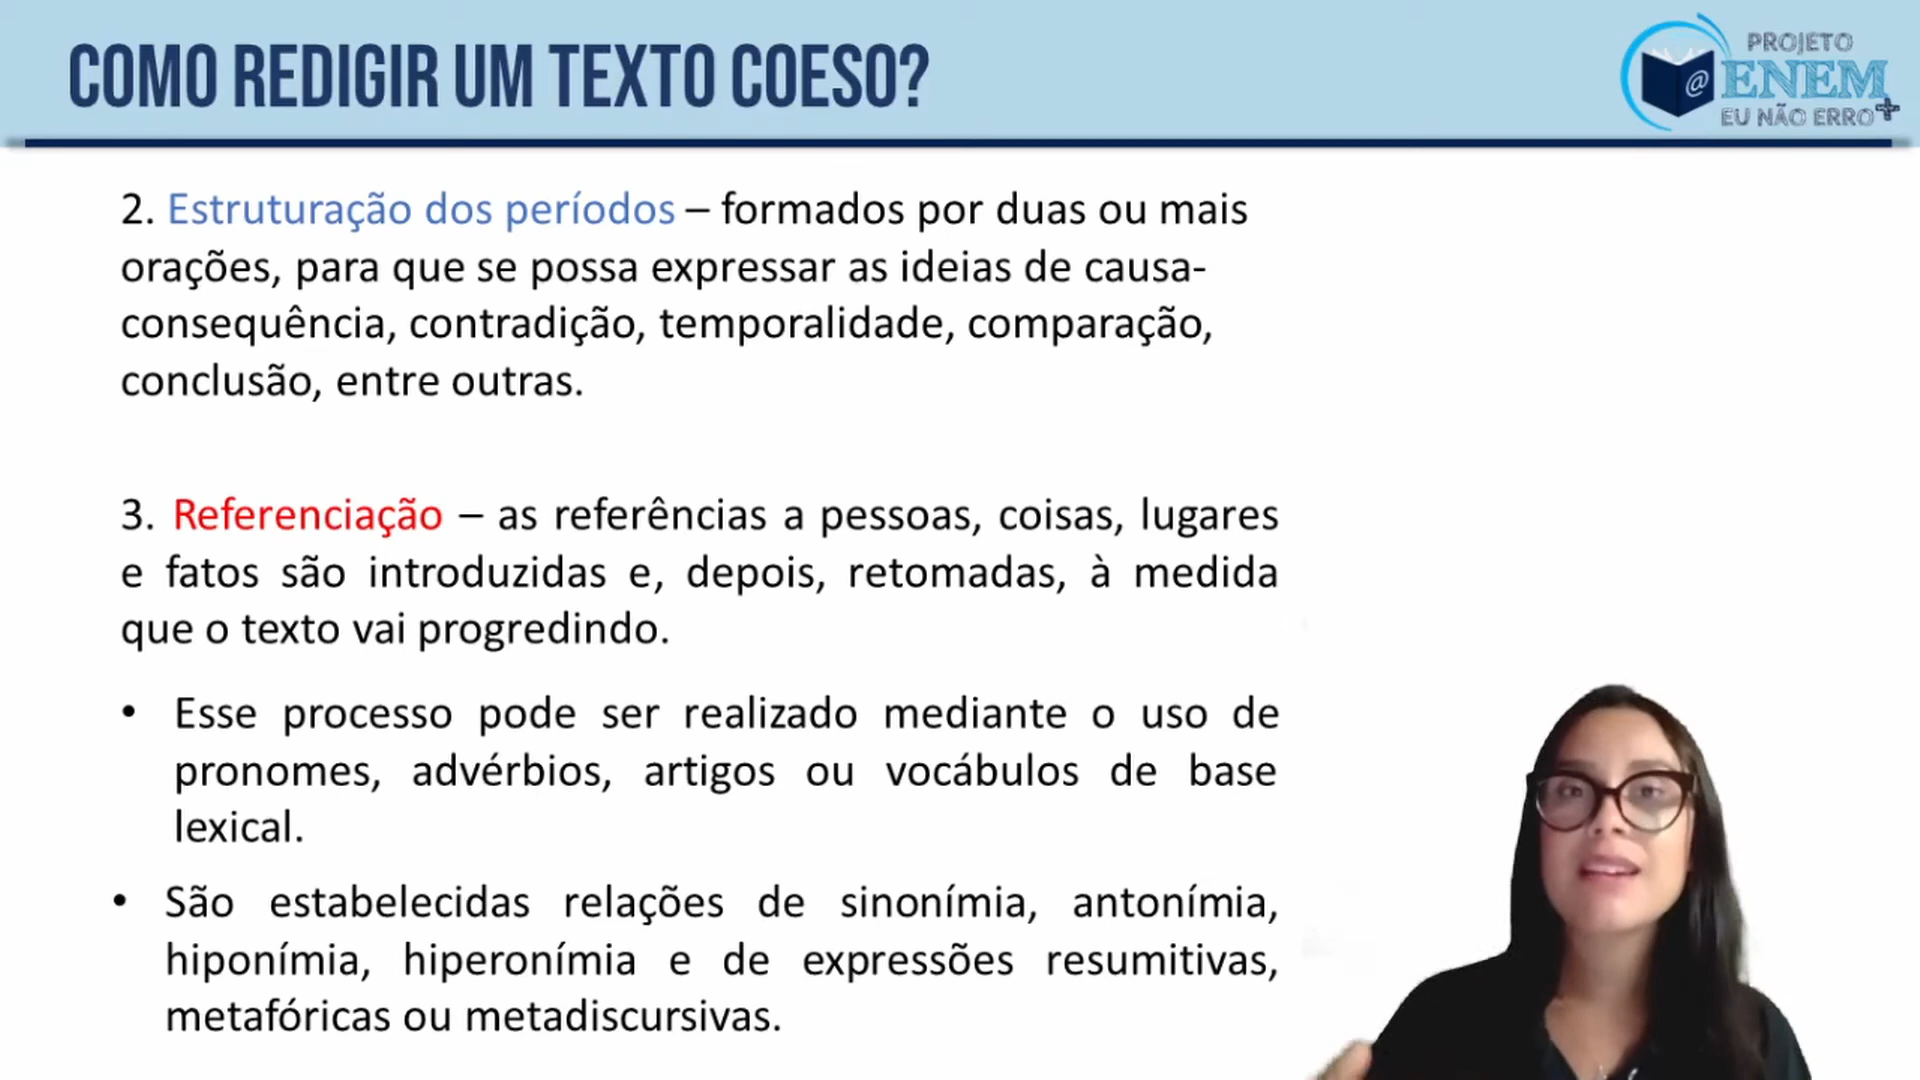 COMO REDIGIR UM TEXTO COESO?
PROJETO
@ ENEM
EU NÃO ERRO+
2. Estruturação dos períodos – formados por duas ou mais
orações, para que se possa expressar as ideias de causa-
consequência, contradição, temporalidade, comparação,
conclusão, entre outras.
3. Referenciação – as referências a pessoas, coisas, lugares
e fatos são introduzidas e, depois, retomadas, à medida
que o texto vai progredindo.
• Esse processo pode ser realizado mediante o uso de
pronomes, advérbios, artigos ou vocábulos de base
lexical.
• São estabelecidas relações de sinonímia, antonímia,
hiponímia, hiperonímia e de expressões resumitivas,
metafóricas ou metadiscursivas.